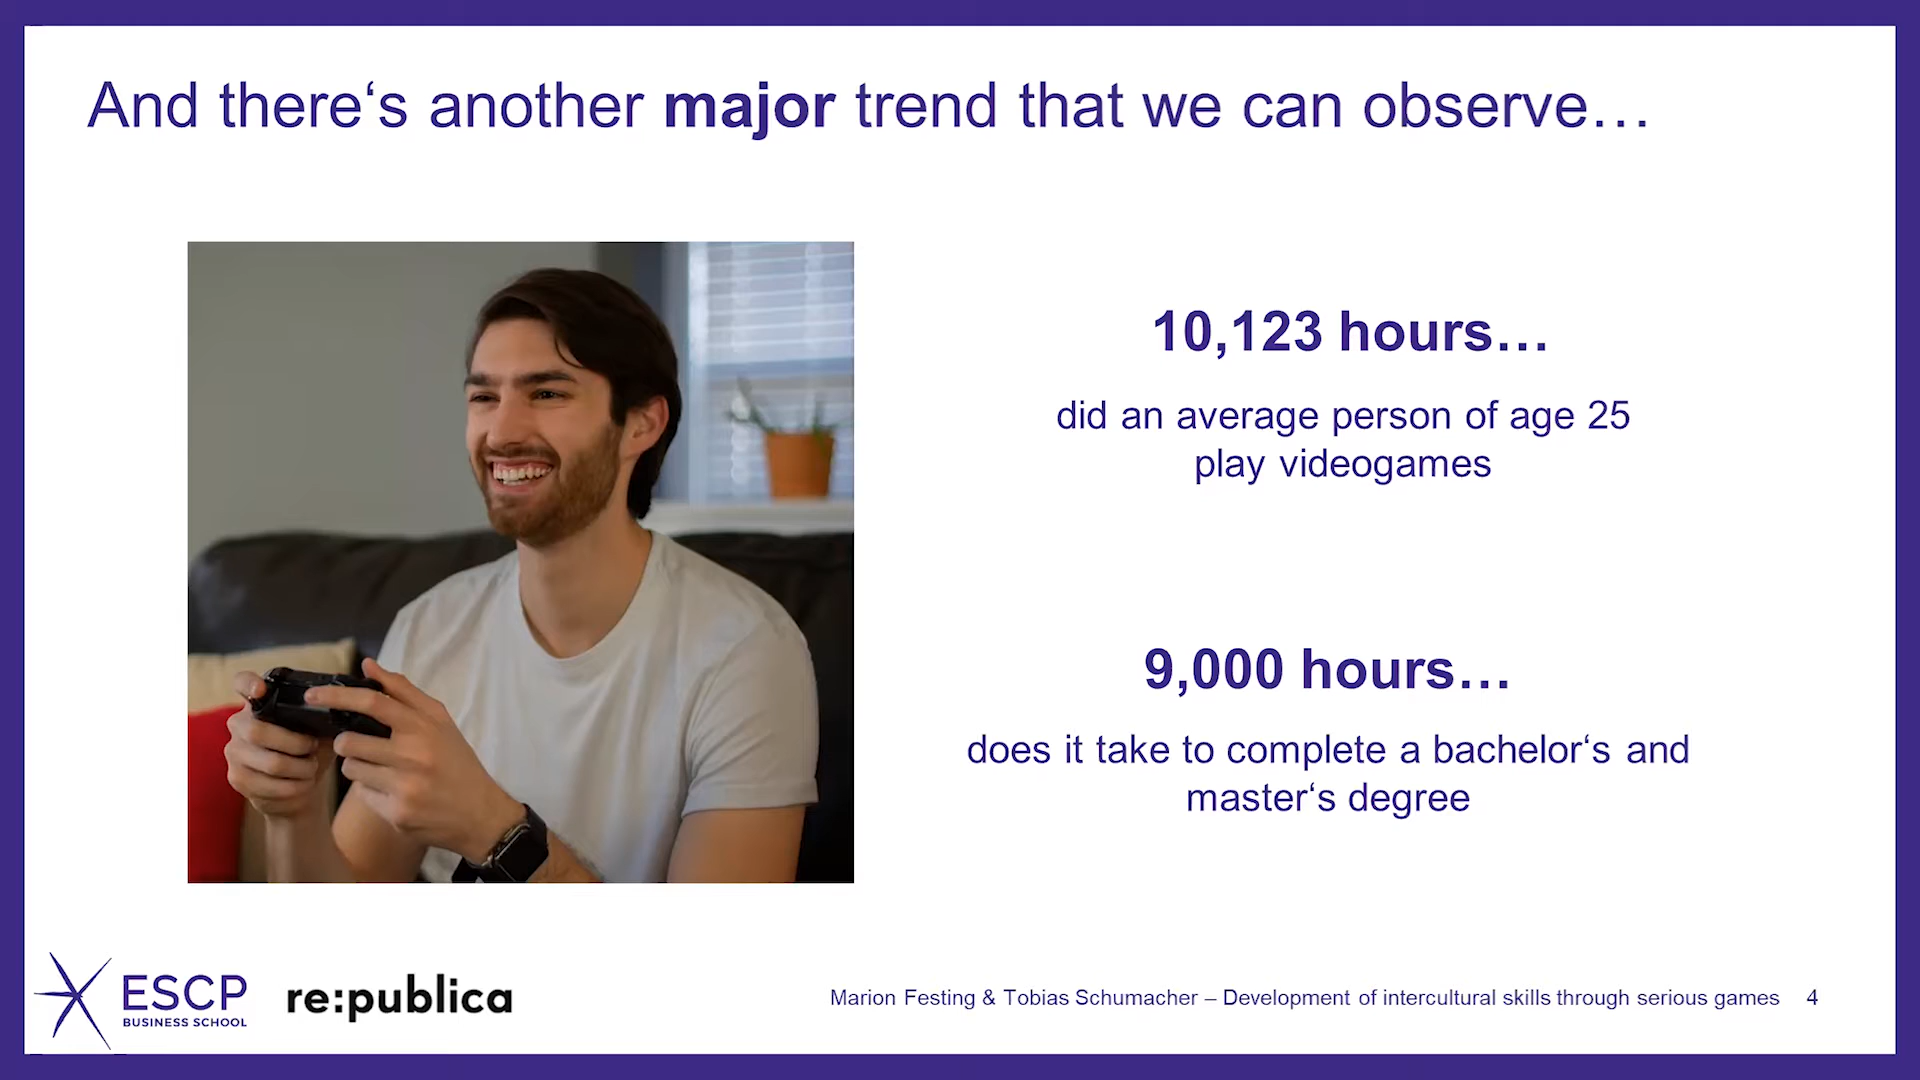 And there‘s another major trend that we can observe…
10,123 hours…
did an average person of age 25
play videogames
9,000 hours…
does it take to complete a bachelor‘s and
master‘s degree
ESCP
BUSINESS SCHOOL
re:publica
Marion Festing & Tobias Schumacher – Development of intercultural skills through serious games 4